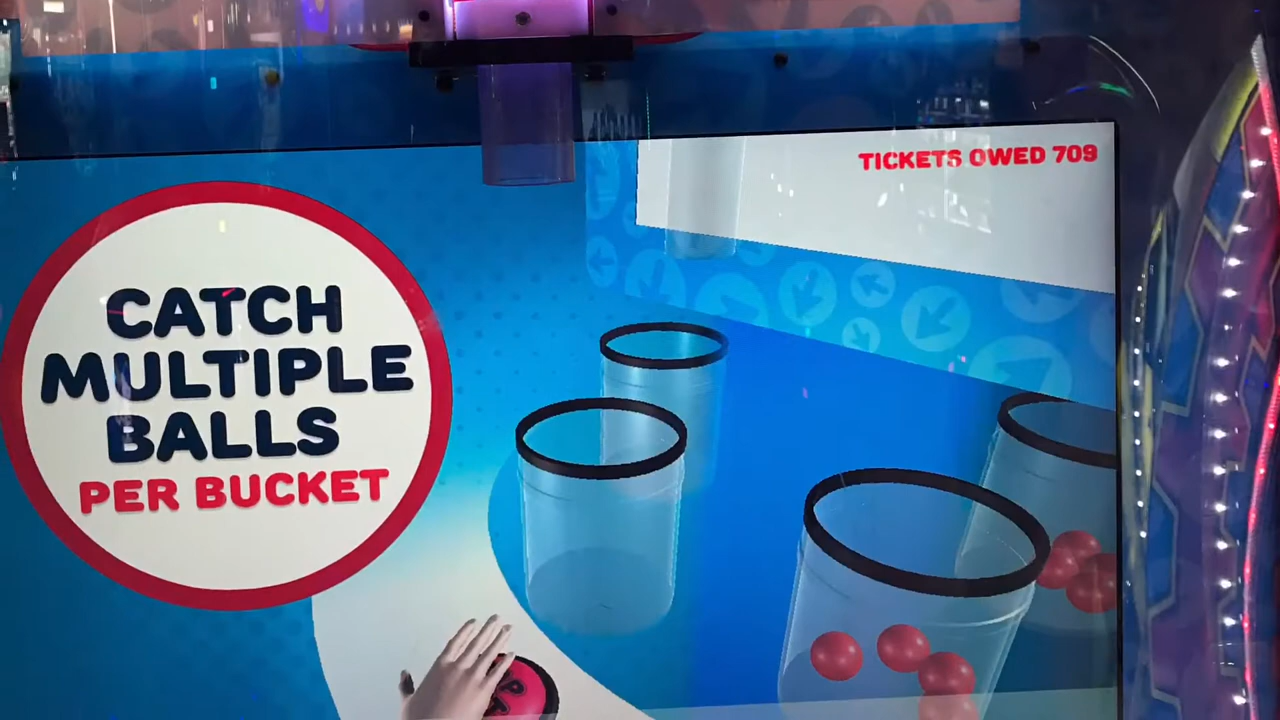 TICKETS OWED 709
CATCH
MULTIPLE
BALLS
PER BUCKET